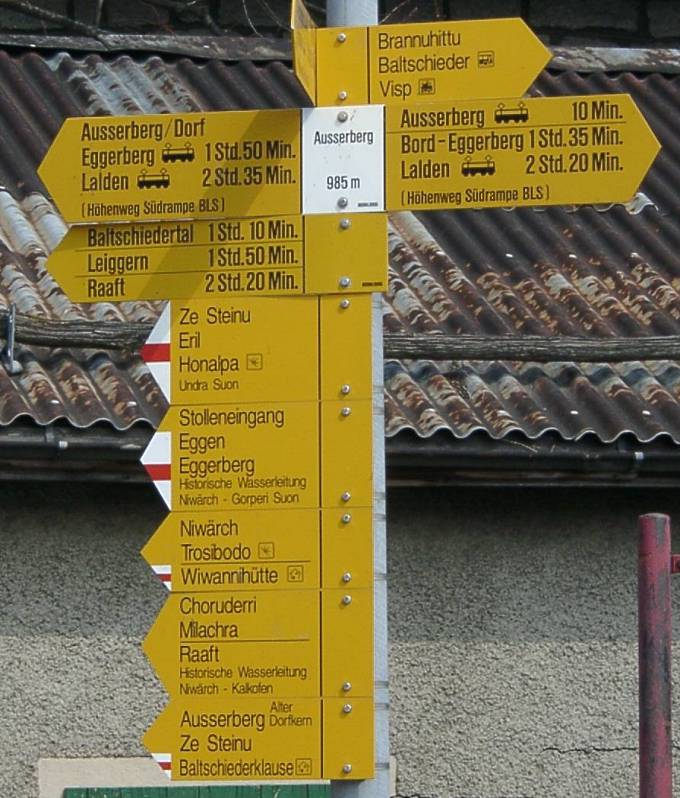 Brannuhittu
Baltschieder
Visp
Ausserberg/Dorf
Eggerberg 1 Std. 50 Min.
Lalden 2 Std. 35 Min.
(Höhenweg Südrampe BLS)
Ausserberg
985 m
Ausserberg 10 Min.
Bord-Eggerberg 1 Std. 35 Min.
Lalden 2 Std. 20 Min.
(Höhenweg Südrampe BLS)
Baltschiedertal 1 Std. 10 Min.
Leiggern 1 Std. 50 Min.
Raaft 2 Std. 20 Min.
Ze Steinu
Eril
Honalpa
Undra Suon
Stolleneingang
Eggen
Eggerberg
Historische Wasserleitung
Niwärch - Gorperi Suon
Niwärch
Trosibodo
Wiwannihütte
Choruderri
Milachra
Raaft
Historische Wasserleitung
Niwärch - Kalkofen
Ausserberg Alter Dorfkern
Ze Steinu
Baltschiederklause